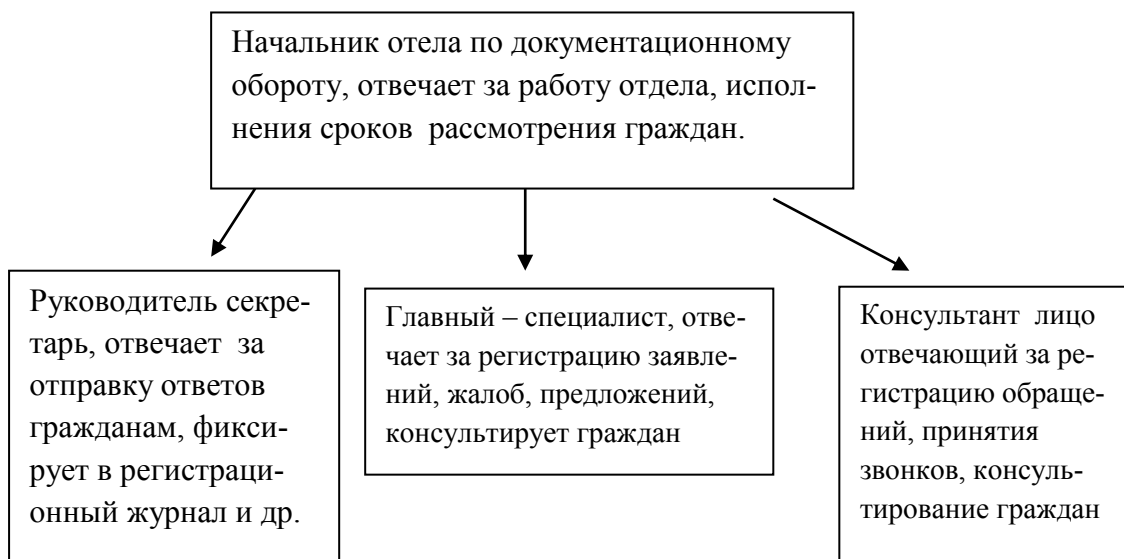 Начальник отела по документационному
обороту, отвечает за работу отдела, испол-
нения сроков рассмотрения граждан.
Руководитель секре-
тарь, отвечает за
отправку ответов
гражданам, фикси-
рует в регистраци-
онный журнал и др.
Главный – специалист, отве-
чает за регистрацию заявле-
ний, жалоб, предложений,
консультирует граждан
Консультант лицо
отвечающий за ре-
гистрацию обраще-
ний, принятия
звонков, консуль-
тирование граждан